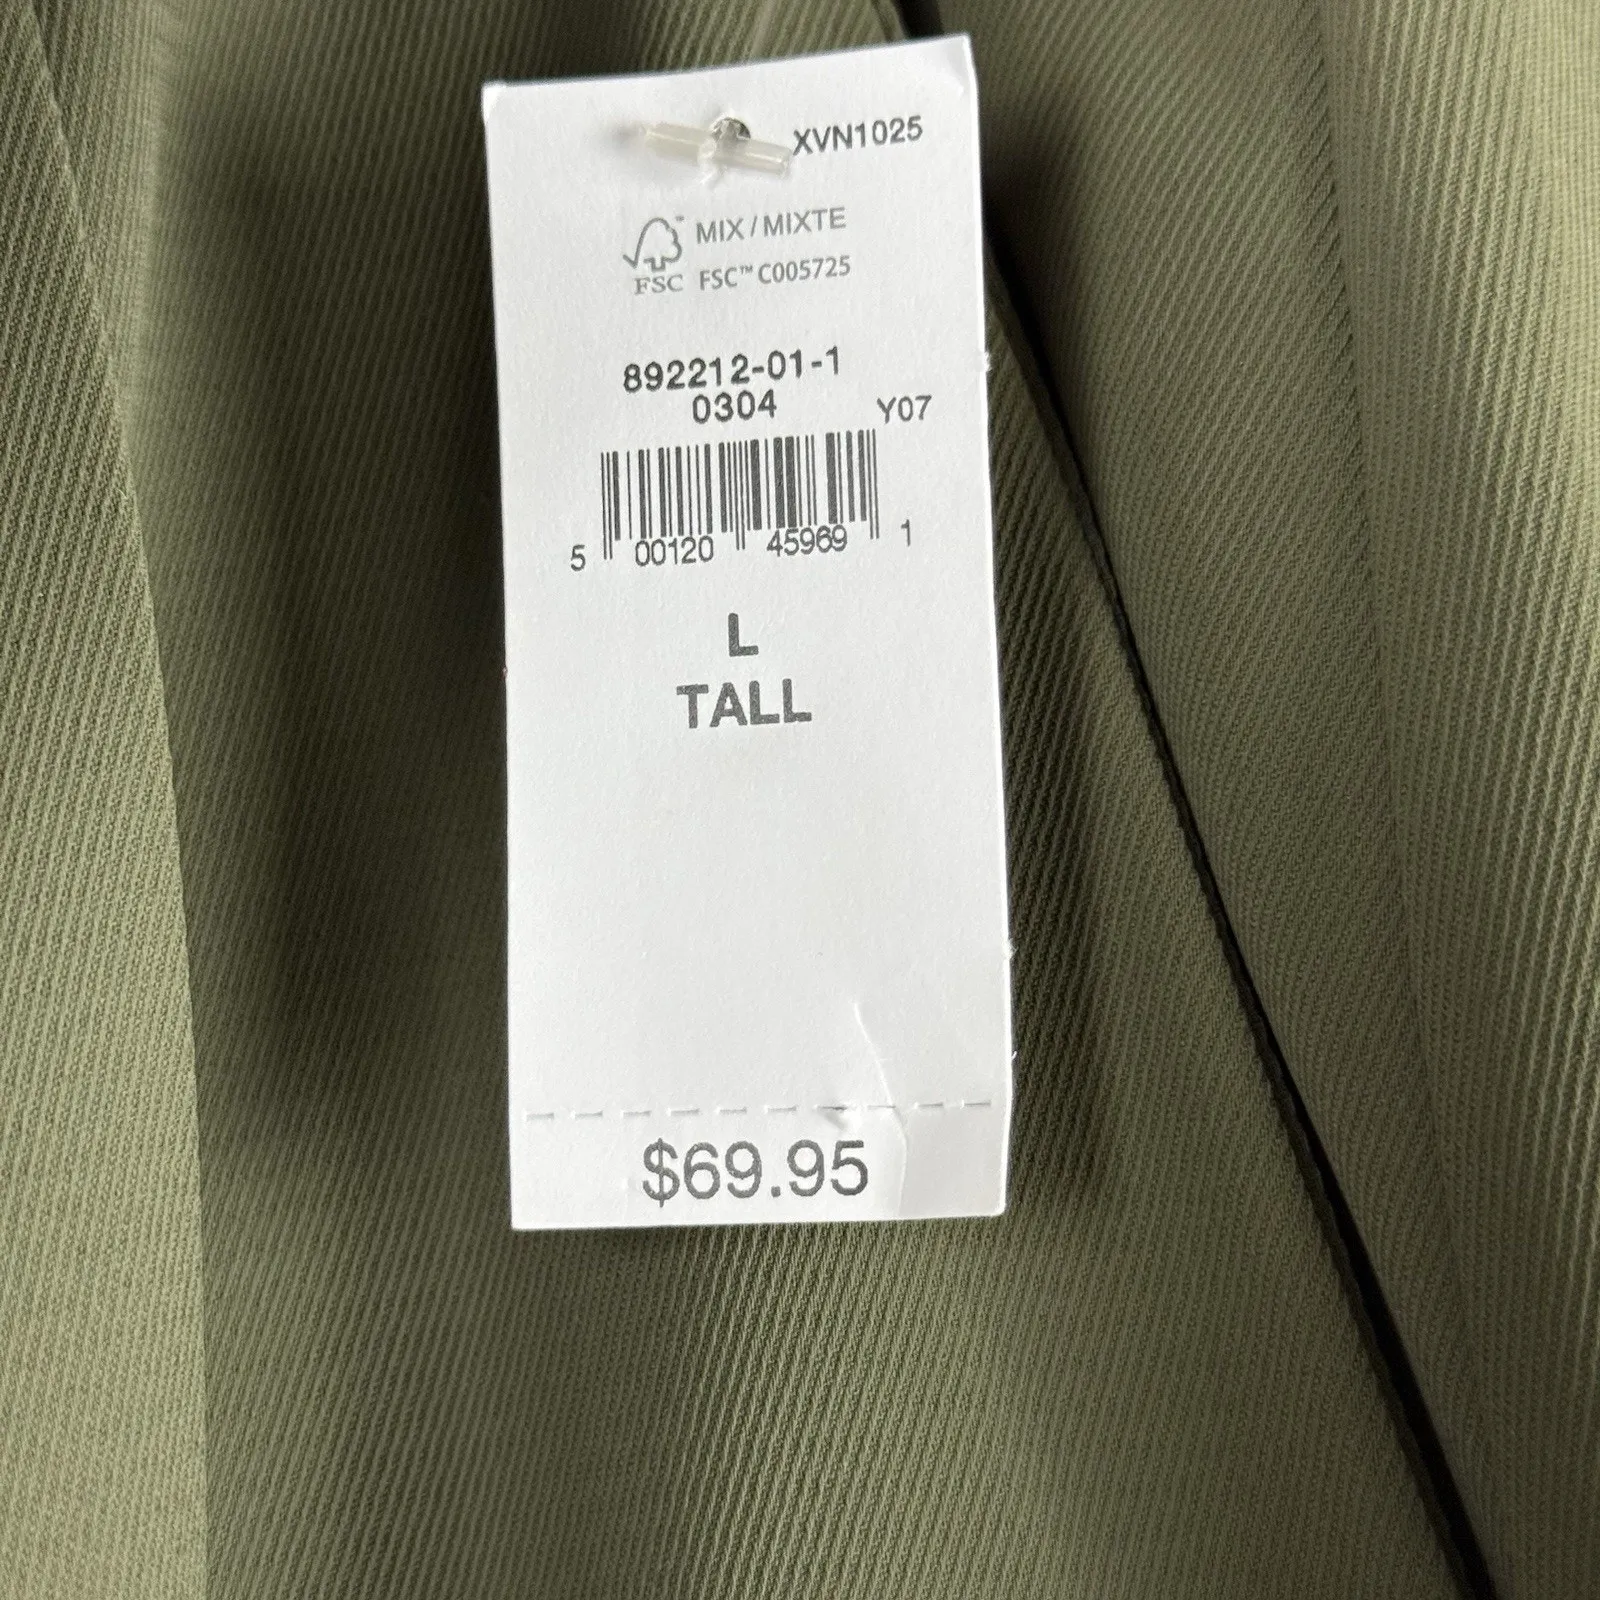 XVN1025
MIX / MIXTE
FSC FSC™ C005725
892212-01-1
0304 Y07
5 00120 45969 1
L
TALL
$69.95